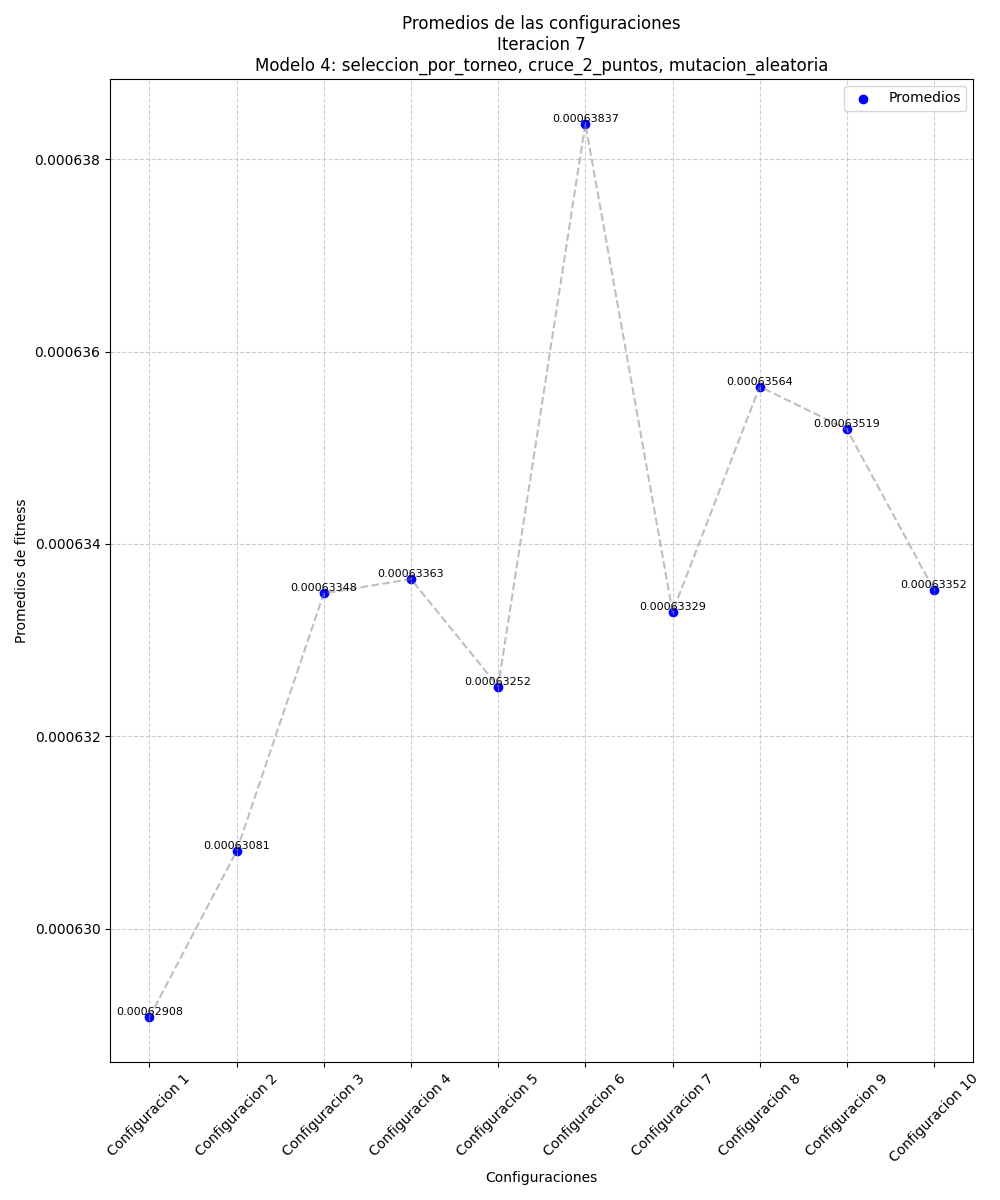 Promedios de las configuraciones
Iteracion 7
Modelo 4: seleccion_por_torneo, cruce_2_puntos, mutacion_aleatoria
Promedios
0.000638
0.000636
0.000634
0.000632
0.000630
Promedios de fitness
0.00062908
0.00063081
0.00063348
0.00063363
0.00063252
0.00063837
0.00063329
0.00063564
0.00063519
0.00063352
Configuracion 1
Configuracion 2
Configuracion 3
Configuracion 4
Configuracion 5
Configuracion 6
Configuracion 7
Configuracion 8
Configuracion 9
Configuracion 10
Configuraciones